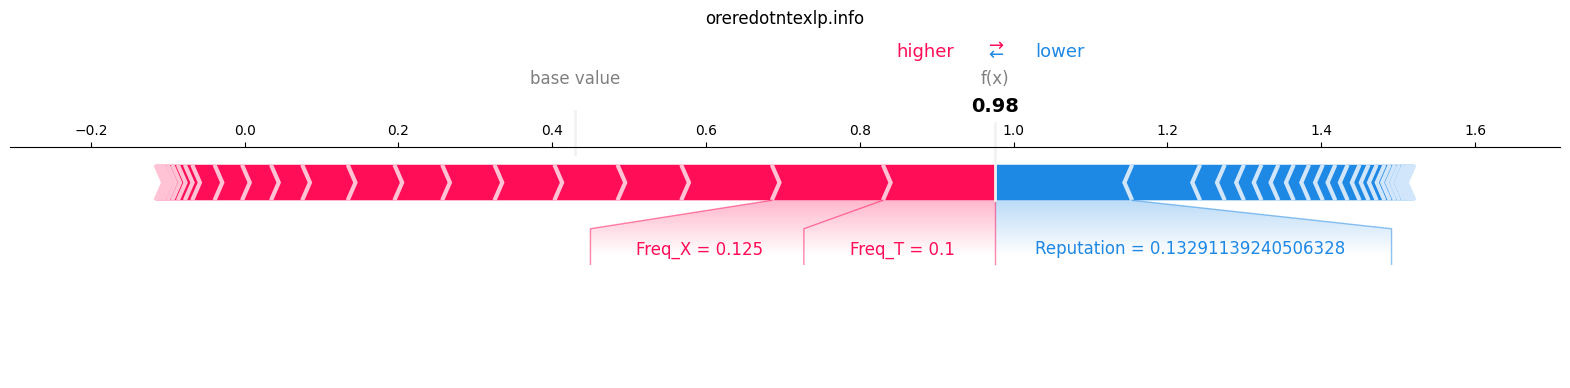 oreredotntexlp.info
higher → ← lower
base value f(x)
0.98
−0.2 0.0 0.2 0.4 0.6 0.8 1.0 1.2 1.4 1.6
Freq_X = 0.125 Freq_T = 0.1 Reputation = 0.13291139240506328